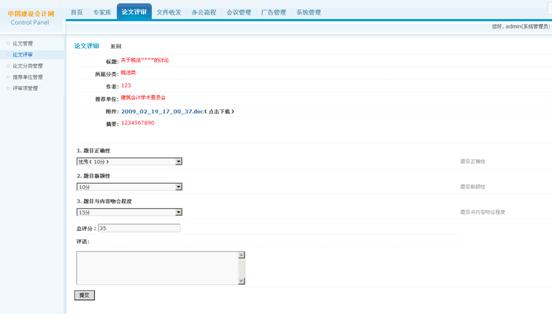 中国建设会计网
Control Panel
首页 专家库 论文评审 文件收发 办公流程 会议管理 广告管理 系统管理
您好, admin(系统管理员)
论文管理
论文评审
论文分类管理
推荐单位管理
评审项管理
论文评审 返回
标题: 关于税法****的讨论
所属分类: 税法类
作者: 123
推荐单位: 建筑会计学术委员会
附件: 2009_02_19_17_00_37.doc(点击下载)
摘要: 1234567890
1. 题目正确性
优秀(10分) 题目正确性
2. 题目新颖性
10分 题目新颖性
3. 题目与内容吻合程度
15分 题目与内容吻合程度
总评分: 35
评语:
提交